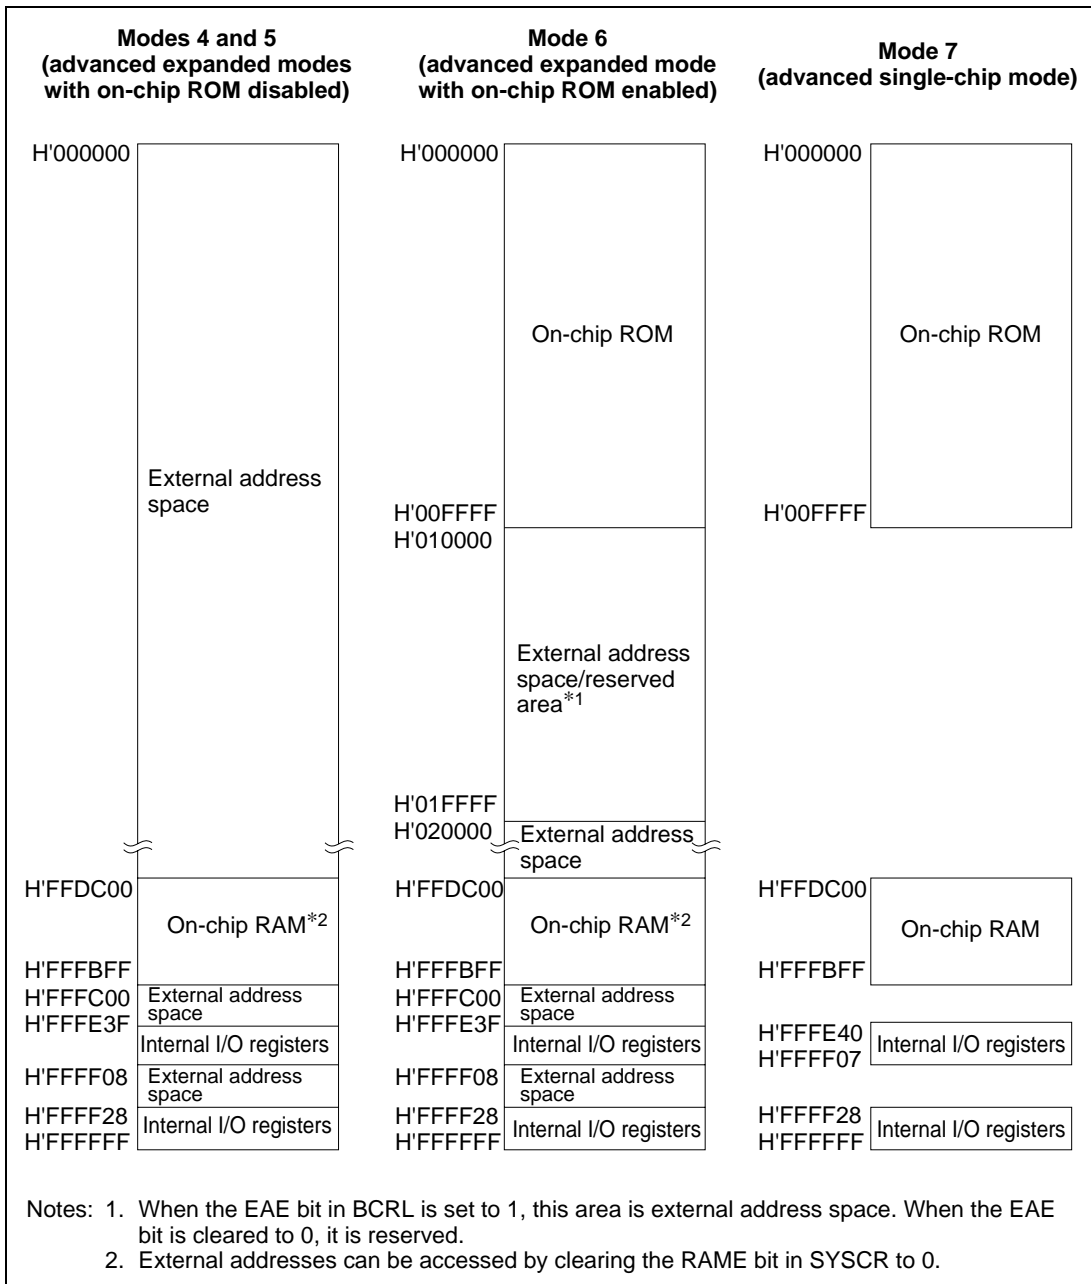 Modes 4 and 5
(advanced expanded modes
with on-chip ROM disabled)
Mode 6
(advanced expanded mode
with on-chip ROM enabled)
Mode 7
(advanced single-chip mode)
H'000000
External address
space
H'FFDC00
On-chip RAM*2
H'FFFBFF
H'FFFC00
External address
space
H'FFFE3F
Internal I/O registers
H'FFFF08
External address
space
H'FFFF28
Internal I/O registers
H'FFFFFF
H'000000
On-chip ROM
H'00FFFF
H'010000
External address
space/reserved
area*1
H'01FFFF
H'020000
External address
space
H'FFDC00
On-chip RAM*2
H'FFFBFF
H'FFFC00
External address
space
H'FFFE3F
Internal I/O registers
H'FFFF08
External address
space
H'FFFF28
Internal I/O registers
H'FFFFFF
H'000000
On-chip ROM
H'00FFFF
H'FFDC00
On-chip RAM
H'FFFBFF
H'FFFE40
Internal I/O registers
H'FFFF07
H'FFFF28
Internal I/O registers
H'FFFFFF
Notes: 1. When the EAE bit in BCRL is set to 1, this area is external address space. When the EAE
bit is cleared to 0, it is reserved.
2. External addresses can be accessed by clearing the RAME bit in SYSCR to 0.